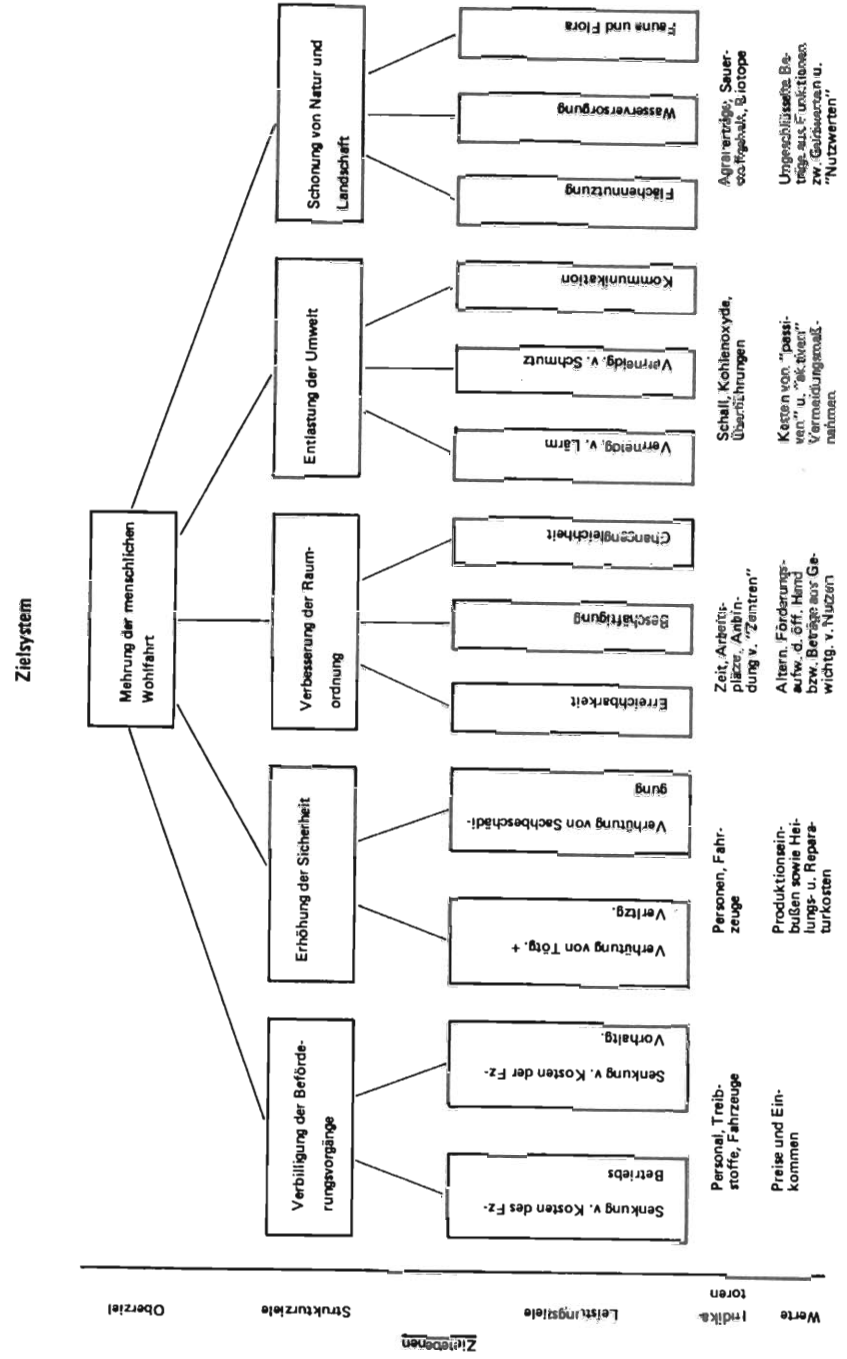 Zielsystem
Zielebenen
Oberziel
Mehrung der menschlichen
Wohlfahrt
Strukturziele
Verbilligung der Beförde-
rungsvorgänge
Erhöhung der Sicherheit
Verbesserung der Raum-
ordnung
Entlastung der Umwelt
Schonung von Natur und
Landschaft
Leistungsziele
Senkung v. Kosten des Fz-
Betriebs
Senkung v. Kosten der Fz-
Vorhaltg.
Verhütung von Tötg. +
Verltzg.
Verhütung von Sachbeschädi-
gung
Erreichbarkeit
Beschäftigung
Chancengleichheit
Vermeidg. v. Lärm
Vermeidg. v. Schmutz
Kommunikation
Flächennutzung
Wasserversorgung
Fauna und Flora
Indika-
toren
Personal, Treib-
stoffe, Fahrzeuge
Personen, Fahr-
zeuge
Zeit, Arbeits-
plätze, Anbin-
dung v. "Zentren"
Schall, Kohlenoxyde,
Überführungen
Agrarerträge, Sauer-
stoffgehalt, Biotope
Werte
Preise und Ein-
kommen
Produktionsein-
bußen sowie Hei-
lungs- u. Repara-
turkosten
Altern. Förderungs-
aufw. d. öff. Hand
bzw. Beträge aus Ge-
wichtg. v. Nutzen
Kosten von "passi-
ven" u. "aktiven"
Vermeidungsmaß-
nahmen
Ungeschlüsselte Be-
träge aus Funktionen
zw. Geldwerten u.
"Nutzwerten"